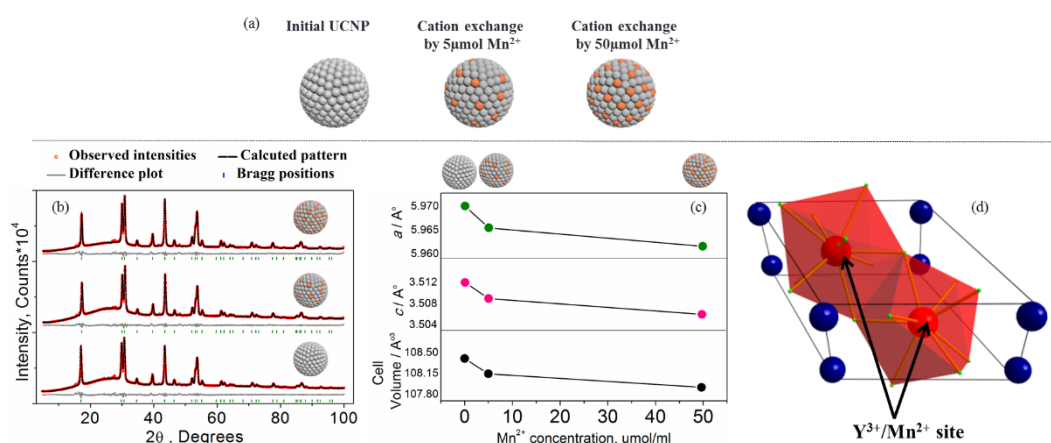 (a)
Initial UCNP
Cation exchange
by 5μmol Mn²⁺
Cation exchange
by 50μmol Mn²⁺
Observed intensities
Calcuted pattern
Difference plot
Bragg positions
(b)
Intensity, Counts*10⁴
20 40 60 80 100
2θ , Degrees
(c)
a / A°
5.970
5.965
5.960
c / A°
3.512
3.508
3.504
Cell
Volume / A°³
108.50
108.15
107.80
0 10 20 30 40 50
Mn²⁺ concentration, umol/ml
(d)
Y³⁺/Mn²⁺ site